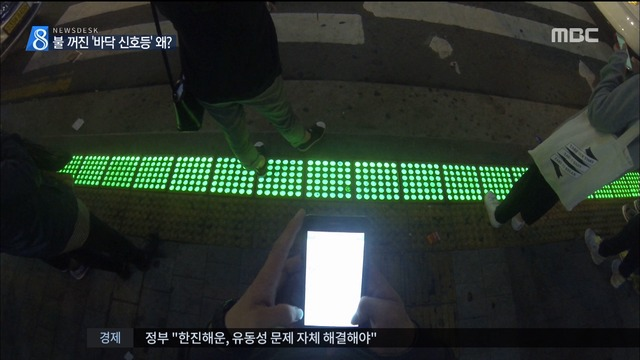 8 NEWSDESK
불 꺼진 '바닥 신호등' 왜?
MBC
경제 정부 "한진해운, 유동성 문제 자체 해결해야"